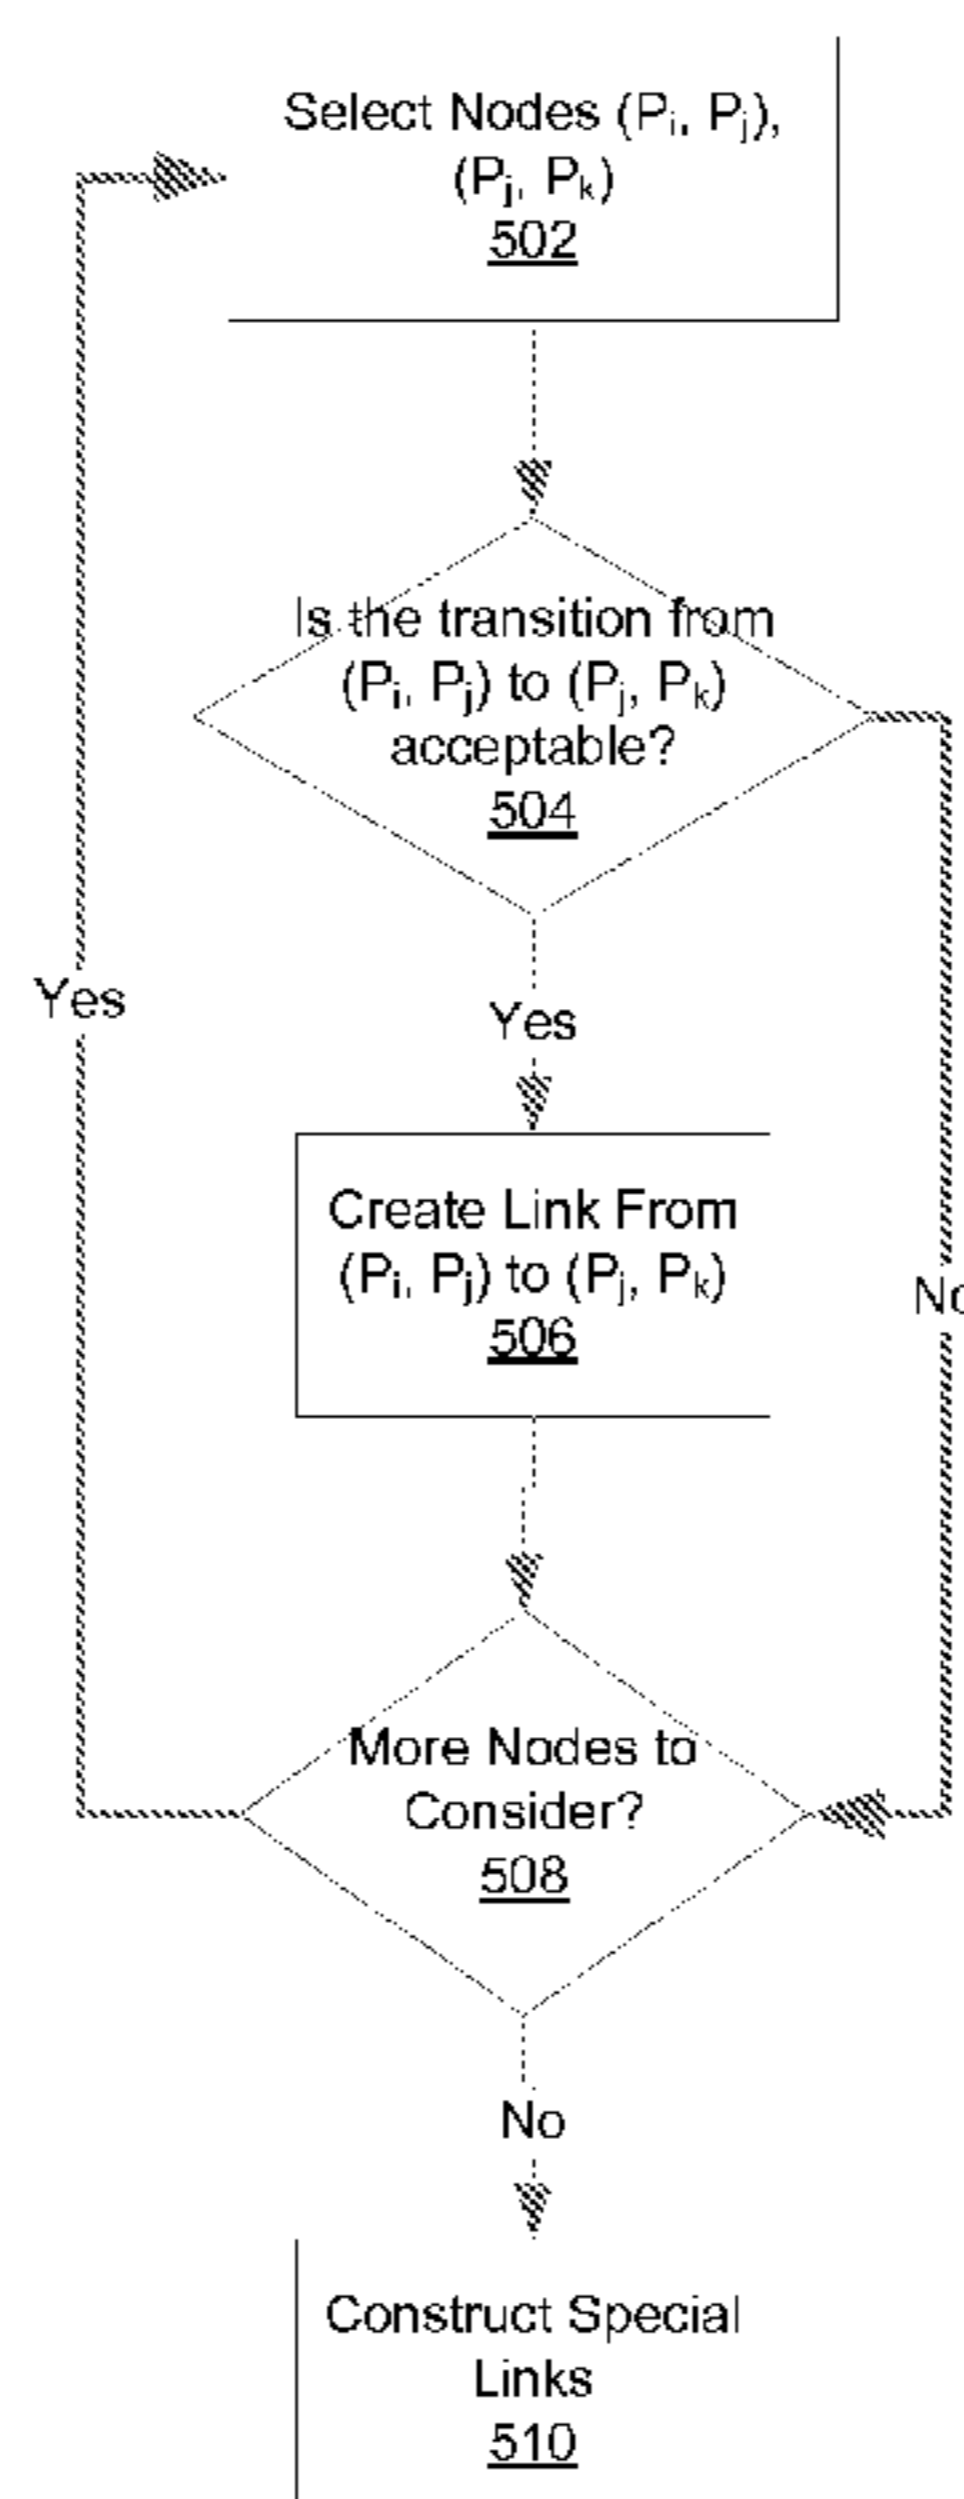 Select Nodes (Pi, Pj),
(Pj, Pk)
502
Is the transition from
(Pi, Pj) to (Pj, Pk)
acceptable?
504
Yes
Yes
Create Link From
(Pi, Pj) to (Pj, Pk)
506
No
More Nodes to
Consider?
508
No
Construct Special
Links
510